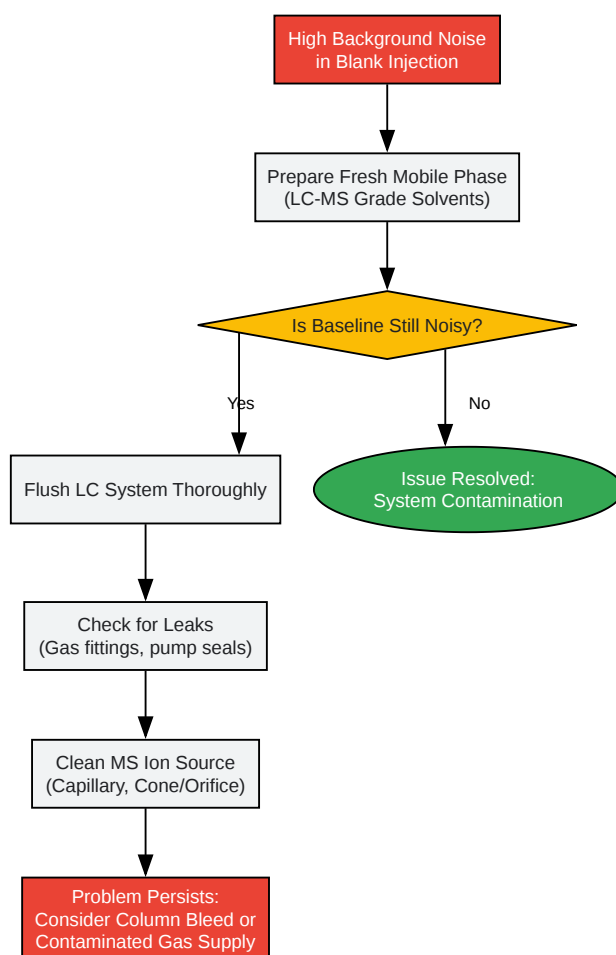 High Background Noise
in Blank Injection
Prepare Fresh Mobile Phase
(LC-MS Grade Solvents)
Is Baseline Still Noisy?
Yes
No
Flush LC System Thoroughly
Issue Resolved:
System Contamination
Check for Leaks
(Gas fittings, pump seals)
Clean MS Ion Source
(Capillary, Cone/Orifice)
Problem Persists:
Consider Column Bleed or
Contaminated Gas Supply